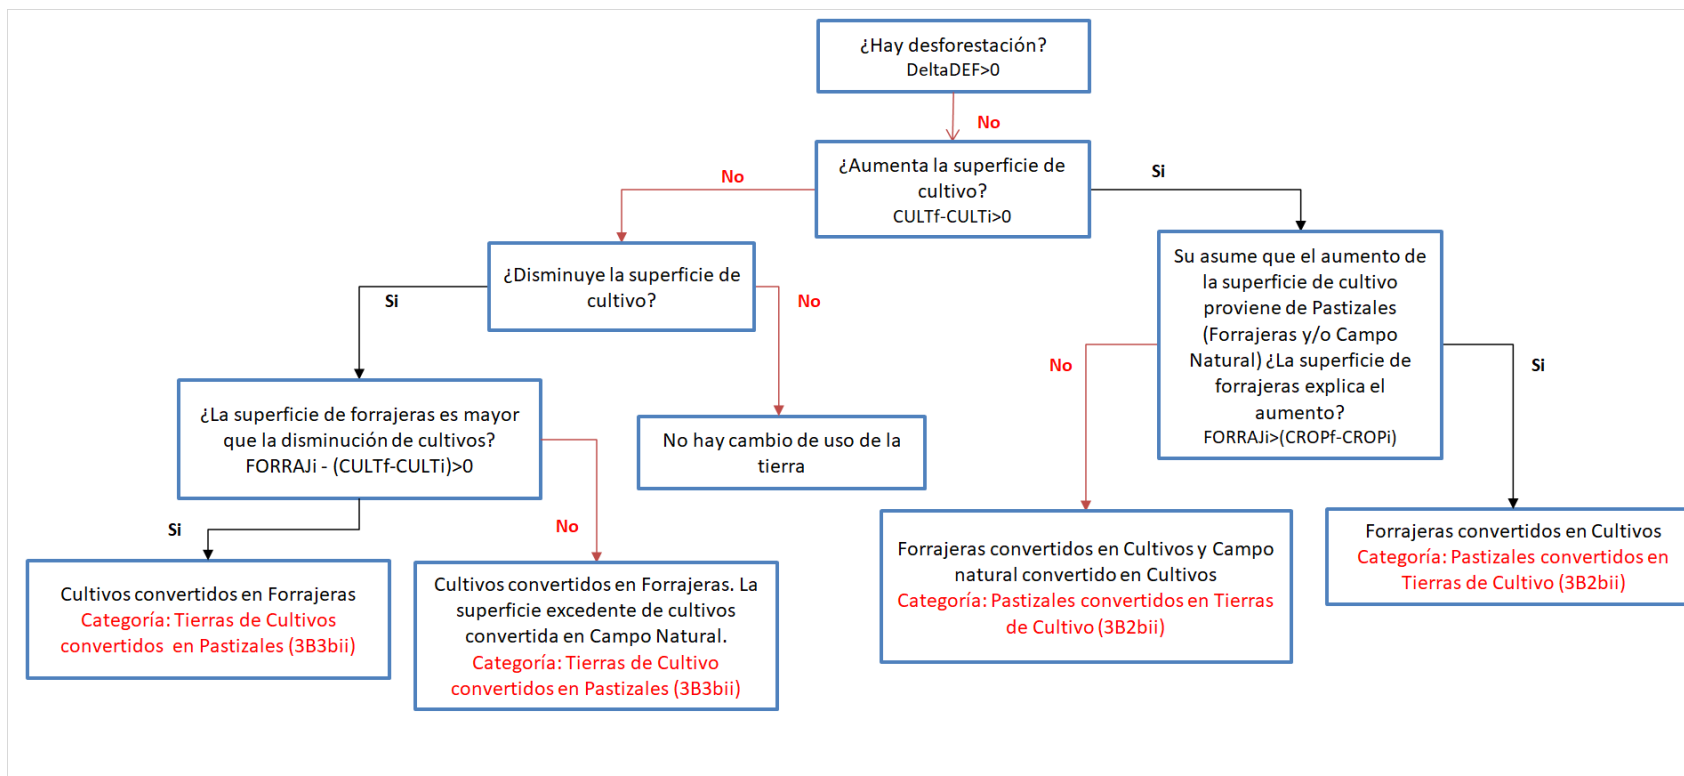 ¿Hay desforestación?
DeltaDEF>0
No
¿Aumenta la superficie de
cultivo?
CULTf-CULTi>0
No
Si
¿Disminuye la superficie de
cultivo?
Si
No
Su asume que el aumento de
la superficie de cultivo
proviene de Pastizales
(Forrajeras y/o Campo
Natural) ¿La superficie de
forrajeras explica el
aumento?
FORRAJi>(CROPf-CROPi)
No
Si
¿La superficie de forrajeras es mayor
que la disminución de cultivos?
FORRAJi - (CULTf-CULTi)>0
No hay cambio de uso de la
tierra
Si
No
Cultivos convertidos en Forrajeras
Categoría: Tierras de Cultivos
convertidos  en Pastizales (3B3bii)
Cultivos convertidos en Forrajeras. La
superficie excedente de cultivos
convertida en Campo Natural.
Categoría: Tierras de Cultivo
convertidos en Pastizales (3B3bii)
Forrajeras convertidos en Cultivos y Campo
natural convertido en Cultivos
Categoría: Pastizales convertidos en Tierras
de Cultivo (3B2bii)
Forrajeras convertidos en Cultivos
Categoría: Pastizales convertidos en
Tierras de Cultivo (3B2bii)